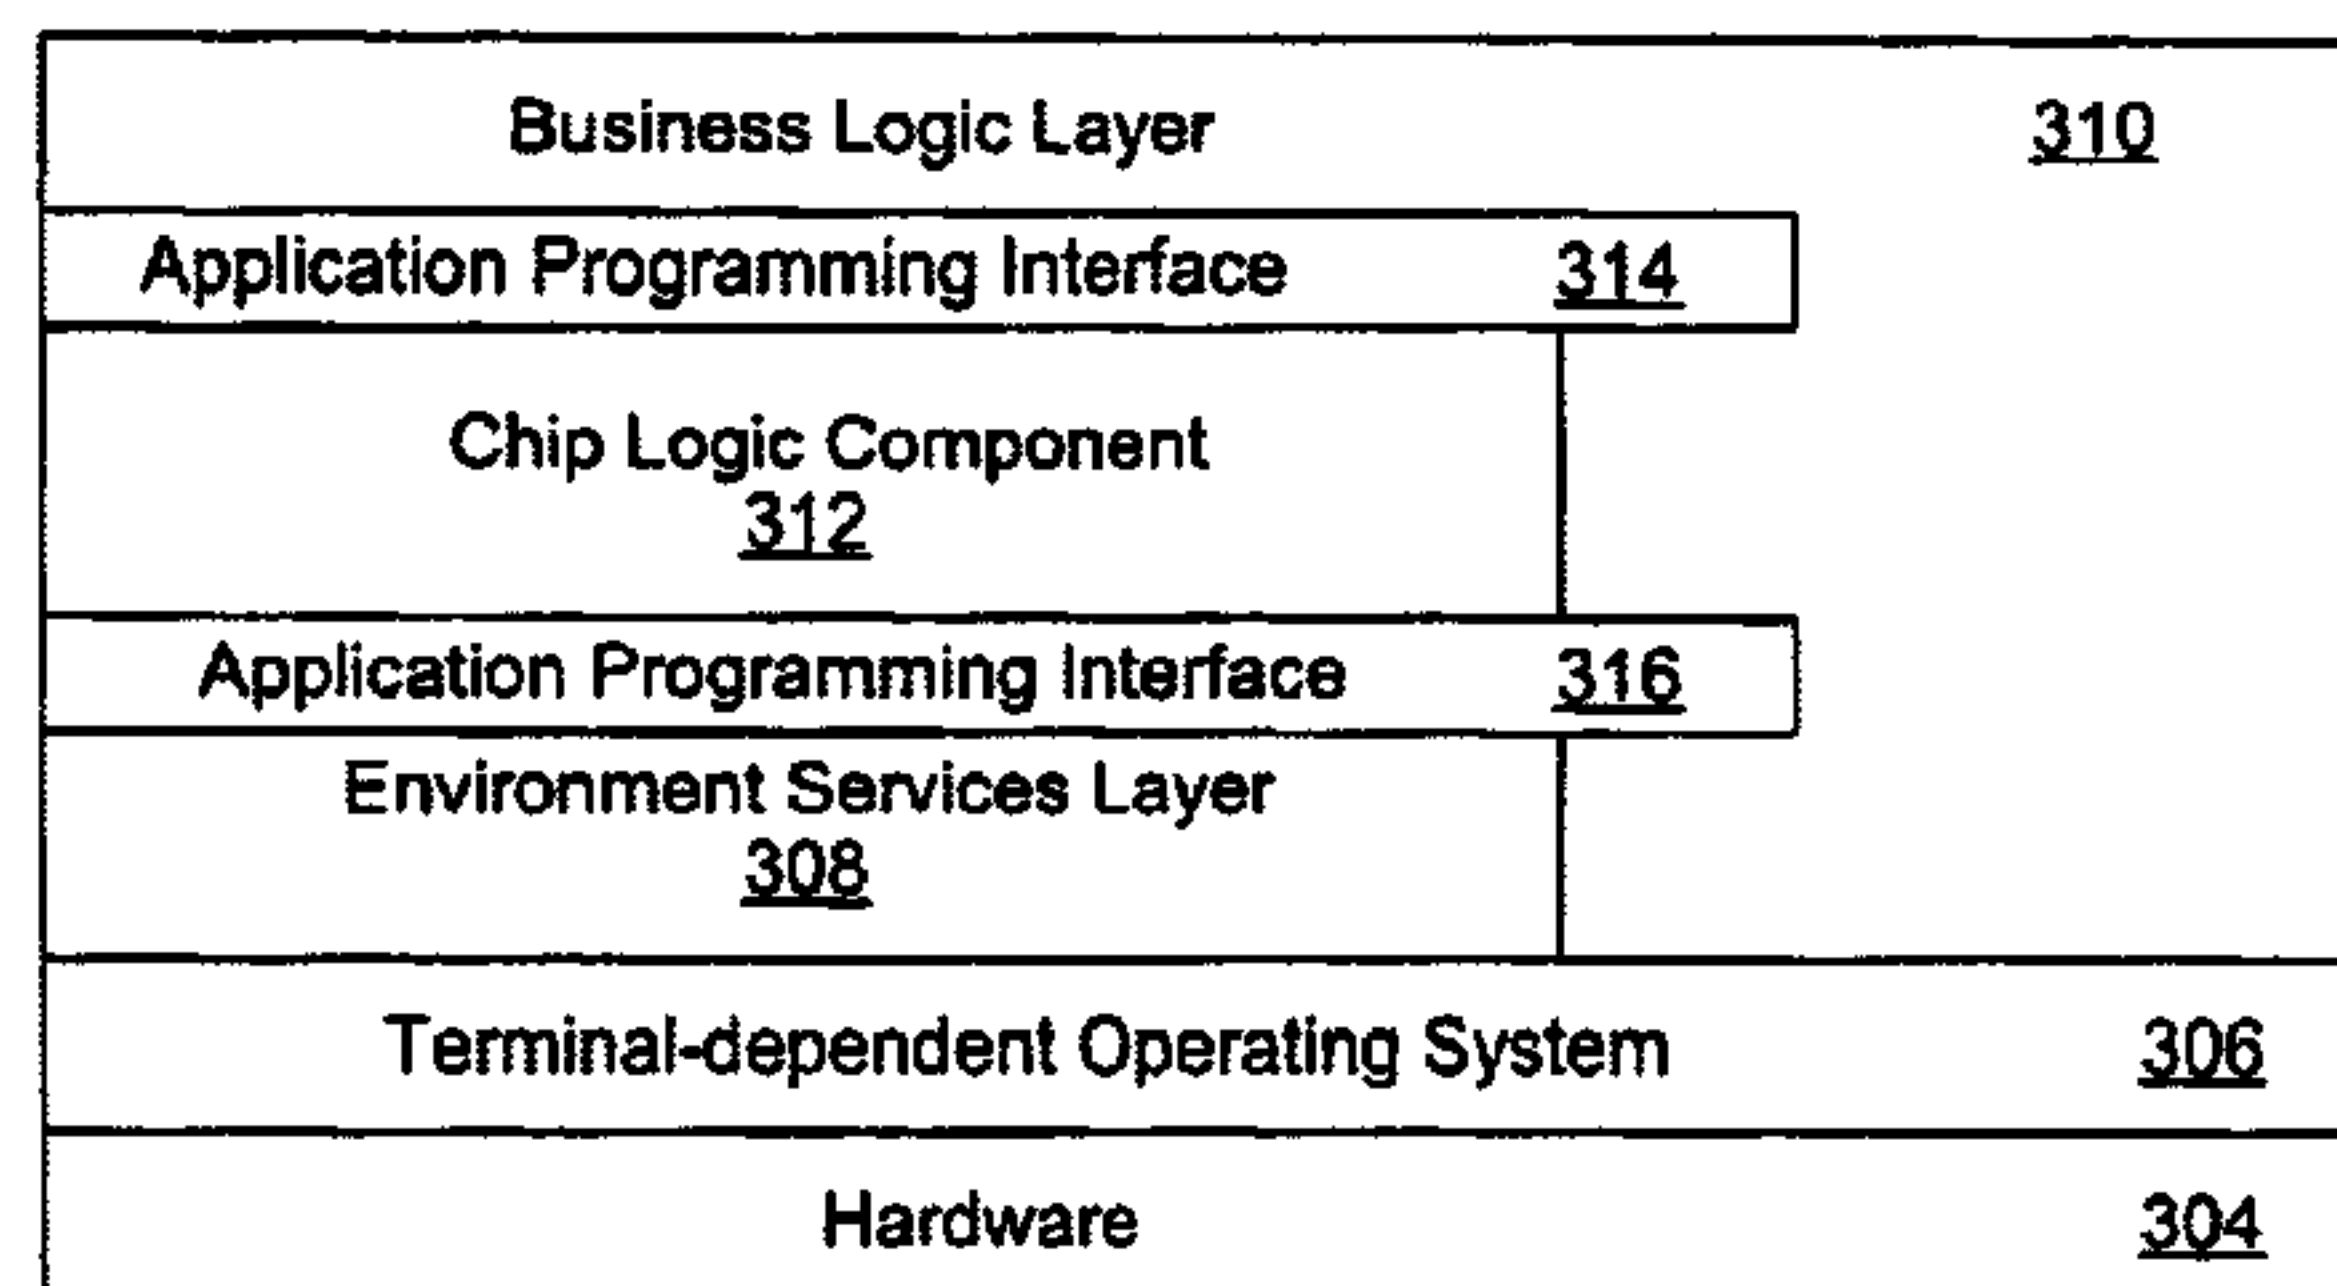 Business Logic Layer 310
Application Programming Interface 314
Chip Logic Component
312
Application Programming Interface 316
Environment Services Layer
308
Terminal-dependent Operating System 306
Hardware 304